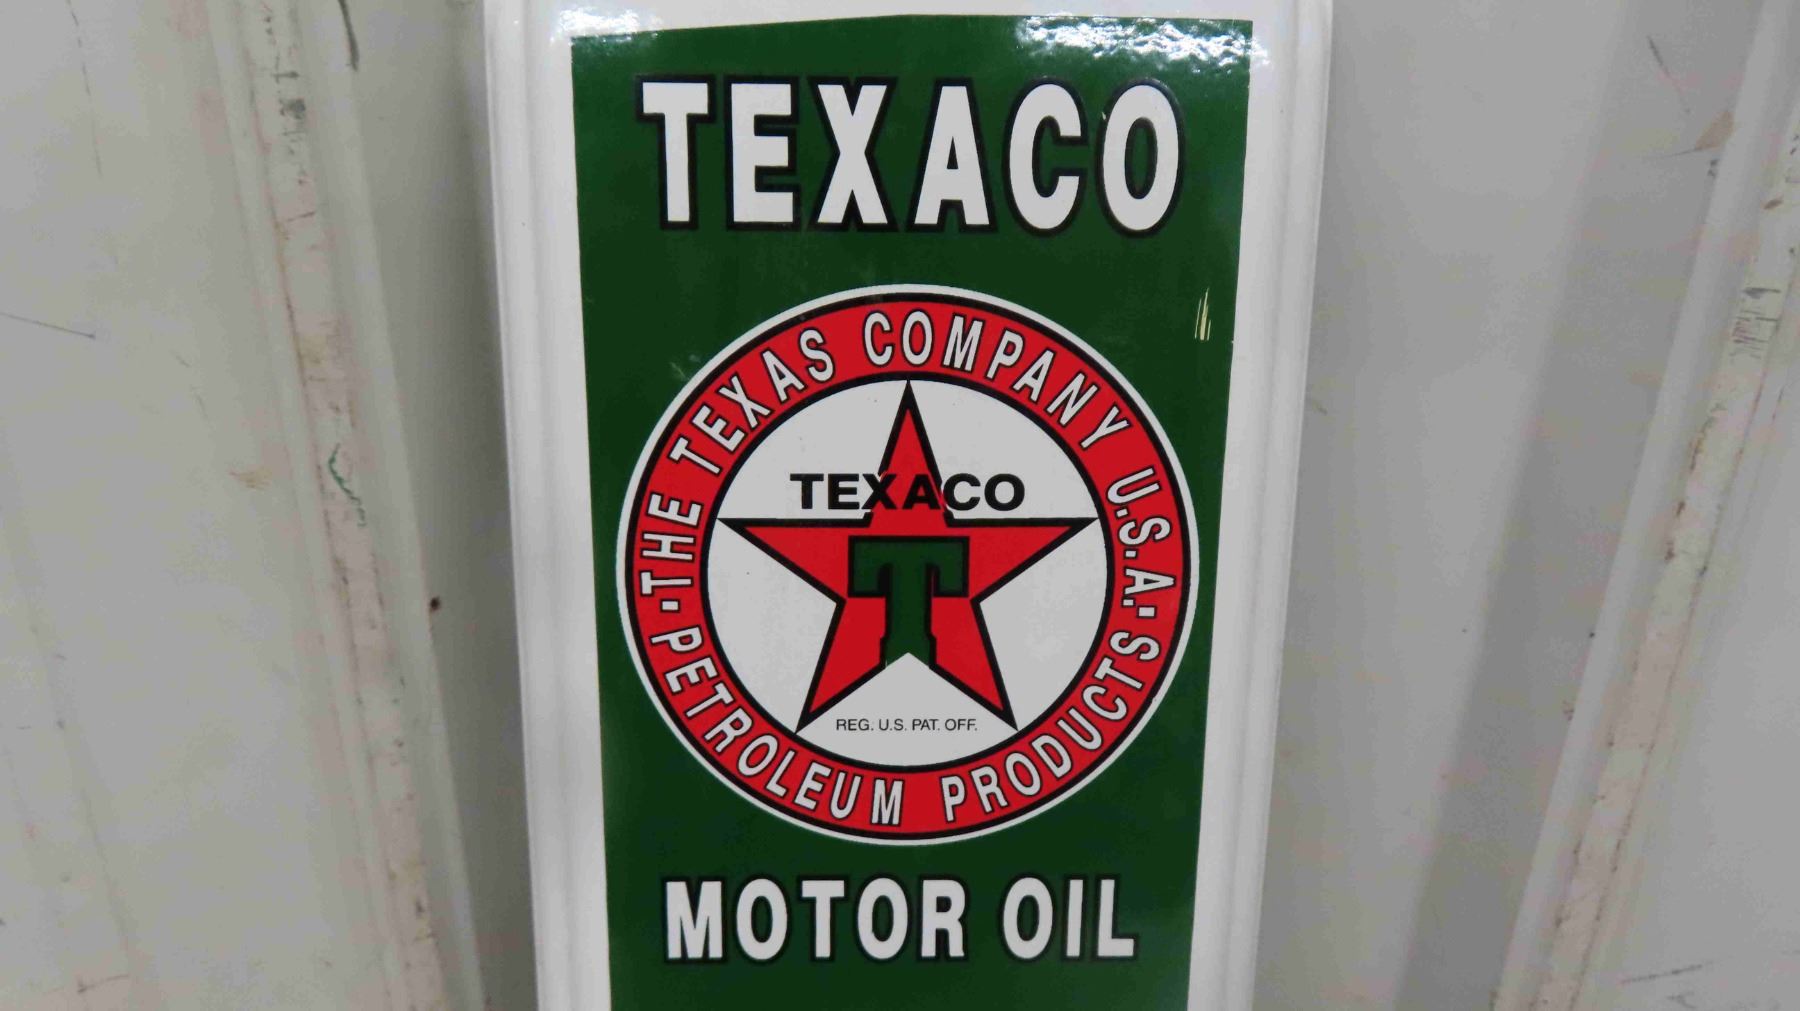 TEXACO
·THE TEXAS COMPANY U.S.A.·
TEXACO
T
REG. U.S. PAT. OFF.
PETROLEUM PRODUCTS
MOTOR OIL